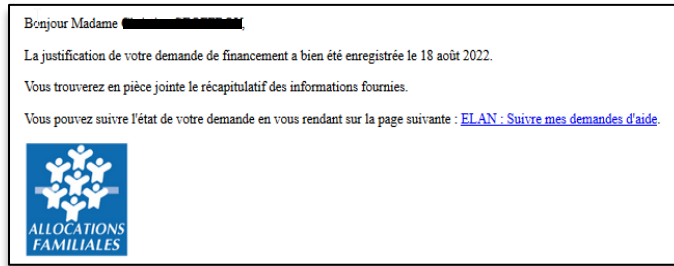 Bonjour Madame
La justification de votre demande de financement a bien été enregistrée le 18 août 2022.
Vous trouverez en pièce jointe le récapitulatif des informations fournies.
Vous pouvez suivre l'état de votre demande en vous rendant sur la page suivante : ELAN : Suivre mes demandes d'aide.
ALLOCATIONS
FAMILIALES